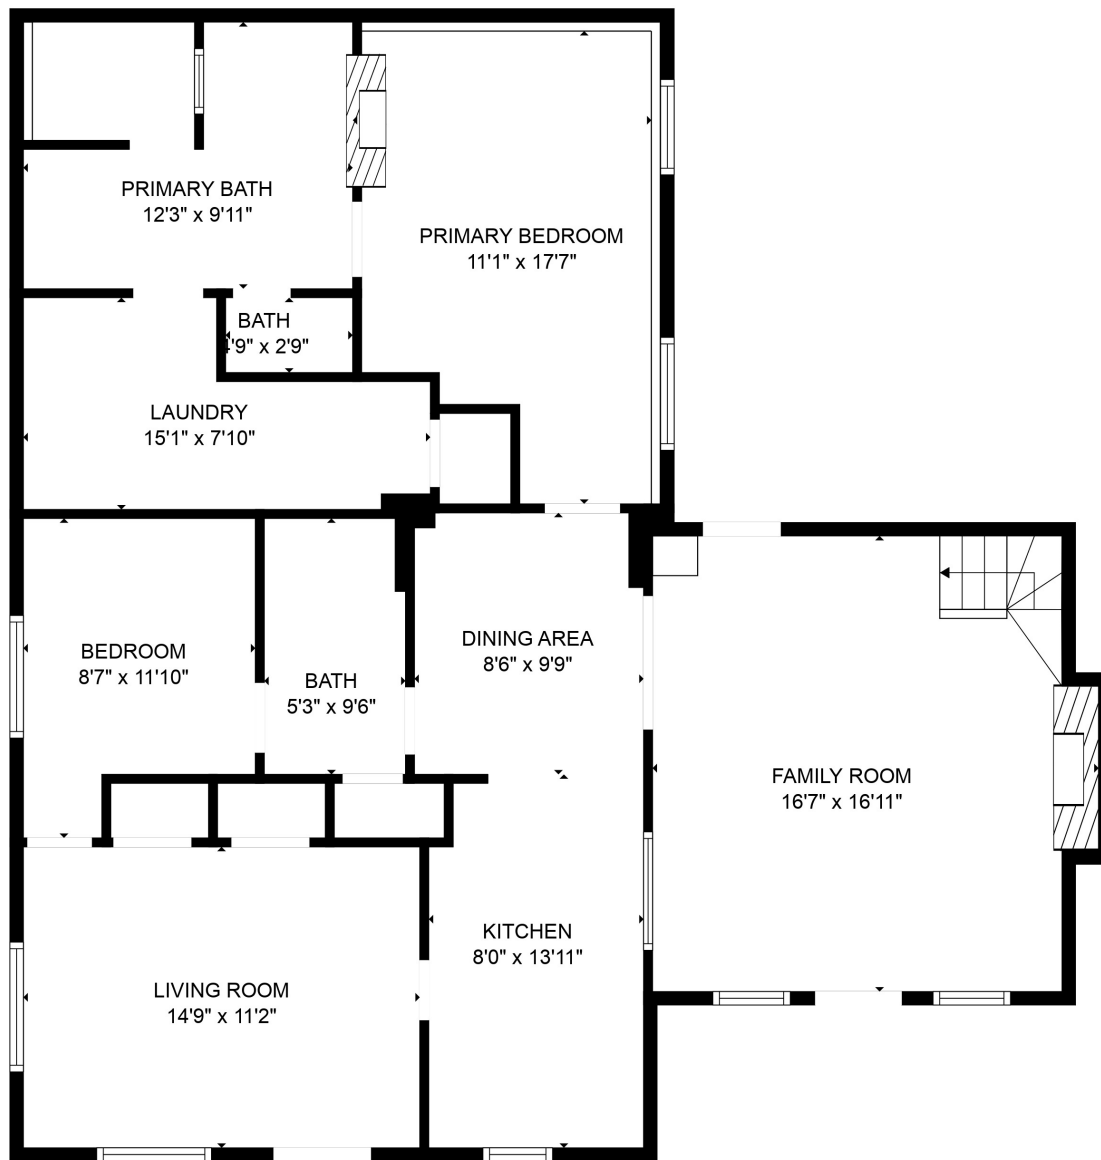 PRIMARY BATH
12'3" x 9'11"
PRIMARY BEDROOM
11'1" x 17'7"
BATH
'9" x 2'9"
LAUNDRY
15'1" x 7'10"
BEDROOM
8'7" x 11'10"
BATH
5'3" x 9'6"
DINING AREA
8'6" x 9'9"
FAMILY ROOM
16'7" x 16'11"
KITCHEN
8'0" x 13'11"
LIVING ROOM
14'9" x 11'2"